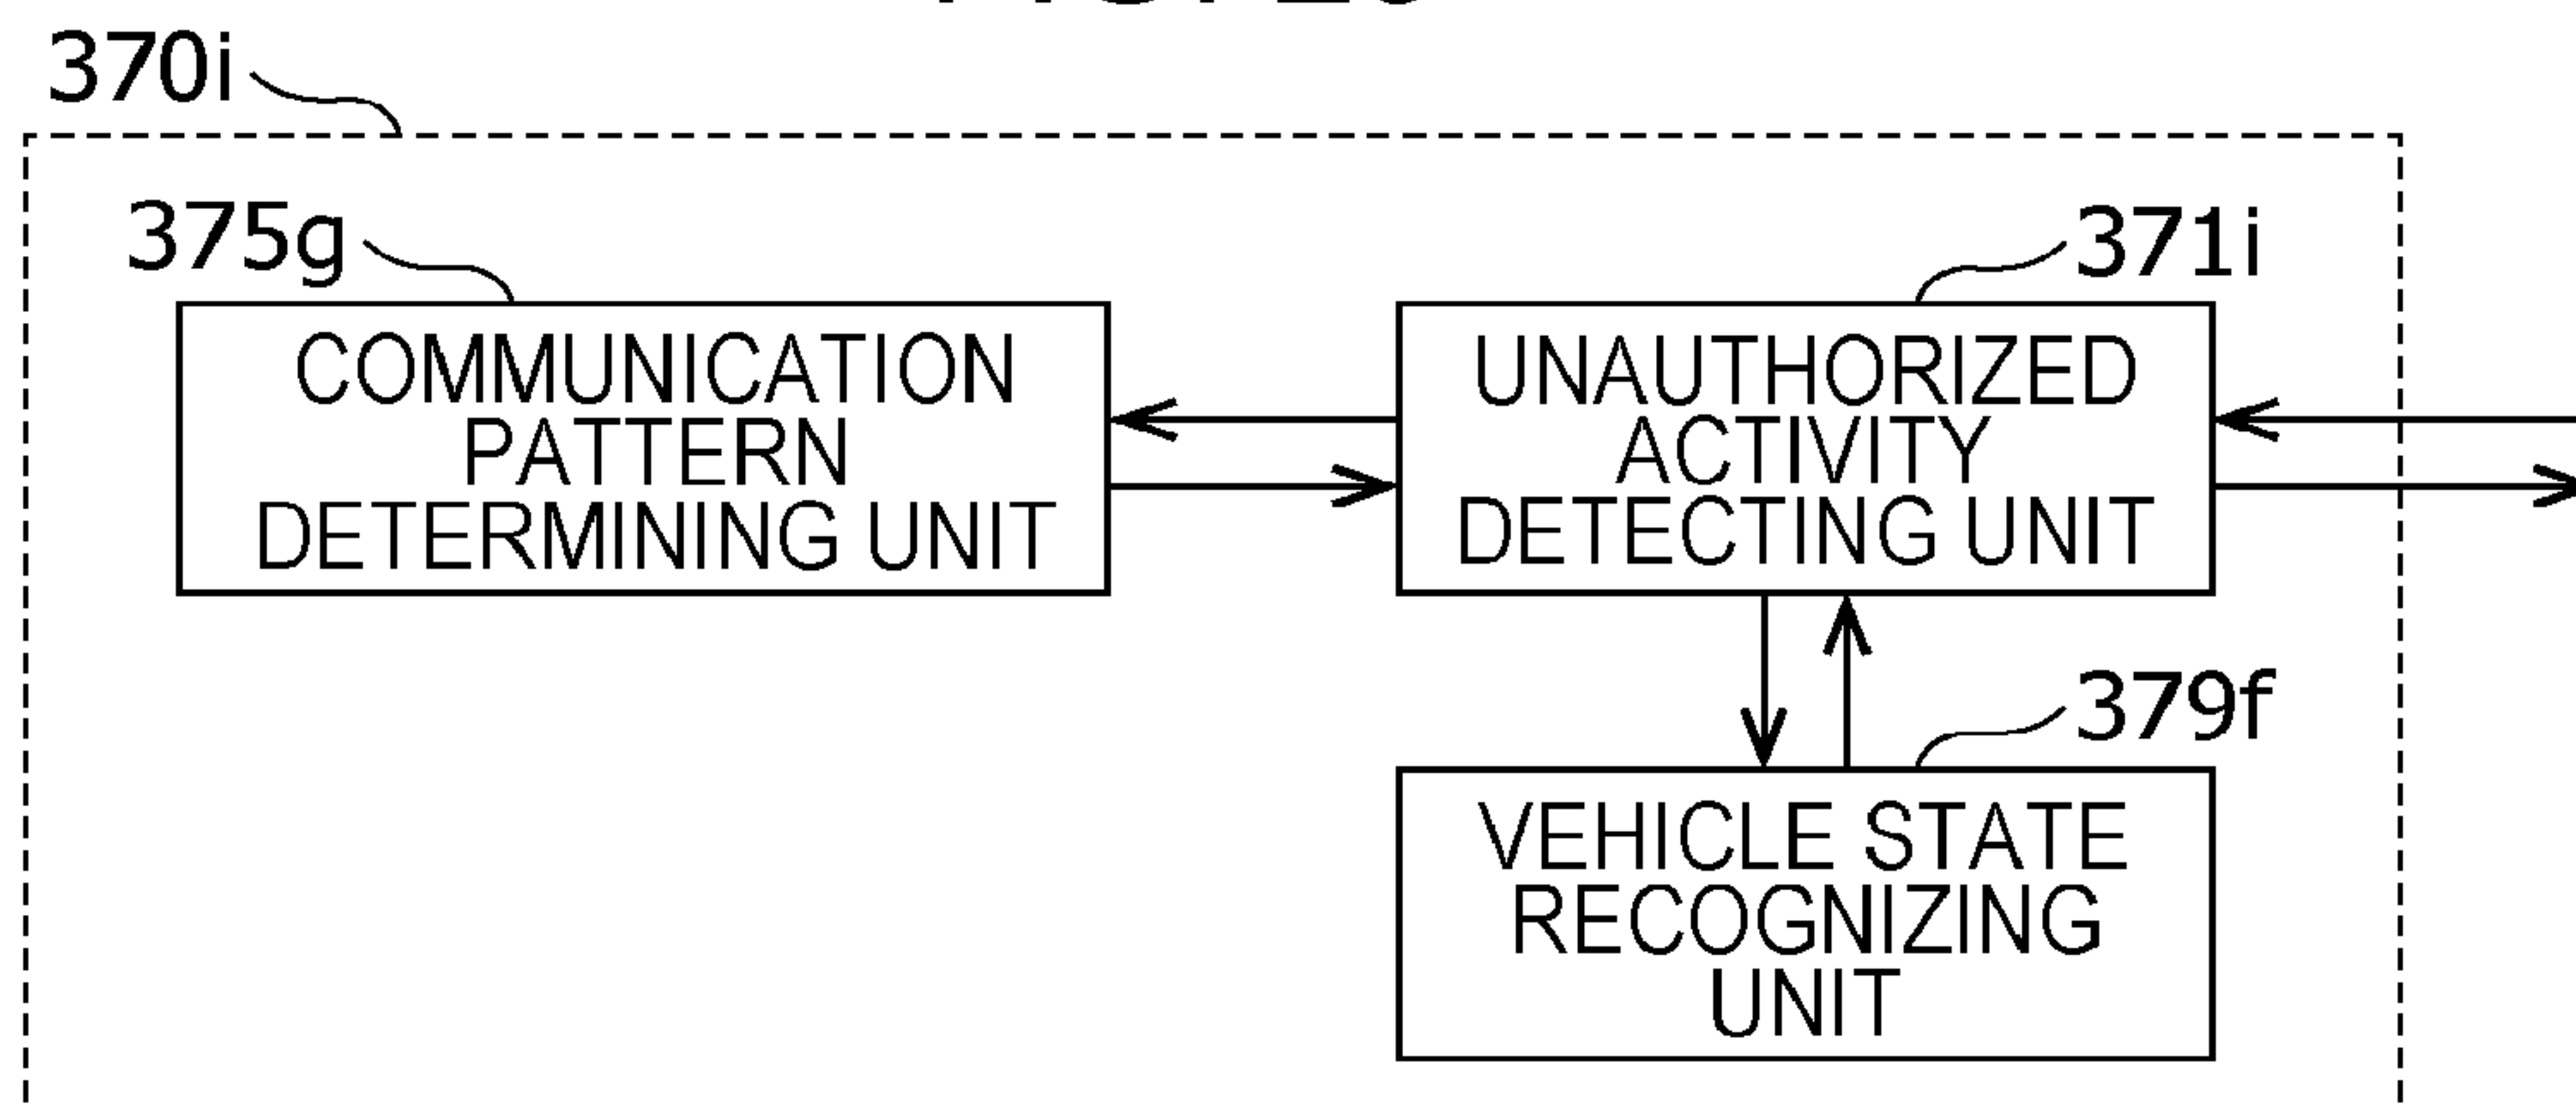 370i
375g
371i
COMMUNICATION
PATTERN
DETERMINING UNIT
UNAUTHORIZED
ACTIVITY
DETECTING UNIT
379f
VEHICLE STATE
RECOGNIZING
UNIT